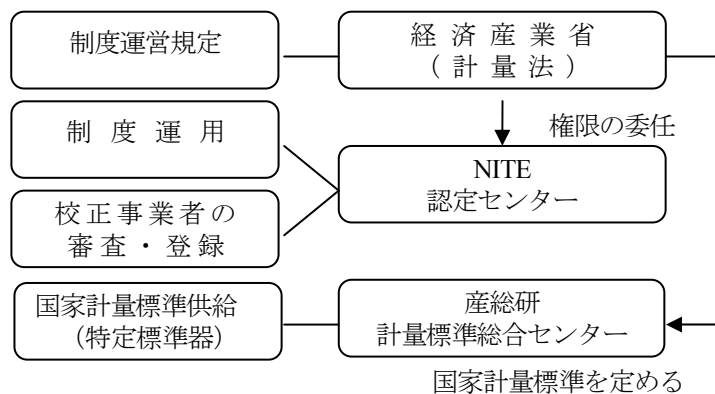 制度運営規定
経済産業省
（計量法）
制度運用
権限の委任
NITE
認定センター
校正事業者の
審査・登録
国家計量標準供給
（特定標準器）
産総研
計量標準総合センター
国家計量標準を定める